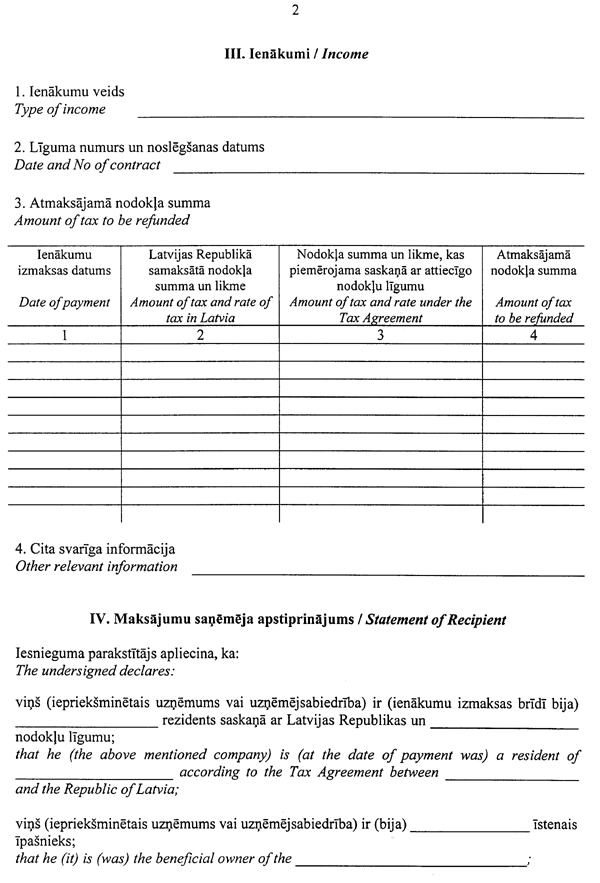 2
III. Ienākumi / Income
1. Ienākumu veids
Type of income
2. Līguma numurs un noslēgšanas datums
Date and No of contract
3. Atmaksājamā nodokļa summa
Amount of tax to be refunded
Ienākumu
izmaksas datums
Date of payment
Latvijas Republikā
samaksātā nodokļa
summa un likme
Amount of tax and rate of
tax in Latvia
Nodokļa summa un likme, kas
piemērojama saskaņā ar attiecīgo
nodokļu līgumu
Amount of tax and rate under the
Tax Agreement
Atmaksājamā
nodokļa summa
Amount of tax
to be refunded
1 2 3 4
4. Cita svarīga informācija
Other relevant information
IV. Maksājumu saņēmēja apstiprinājums / Statement of Recipient
Iesnieguma parakstītājs apliecina, ka:
The undersigned declares:
viņš (iepriekšminētais uzņēmums vai uzņēmējsabiedrība) ir (ienākumu izmaksas brīdī bija)
rezidents saskaņā ar Latvijas Republikas un
nodokļu līgumu;
that he (the above mentioned company) is (at the date of payment was) a resident of
according to the Tax Agreement between
and the Republic of Latvia;
viņš (iepriekšminētais uzņēmums vai uzņēmējsabiedrība) ir (bija) īstenais
īpašnieks;
that he (it) is (was) the beneficial owner of the ;